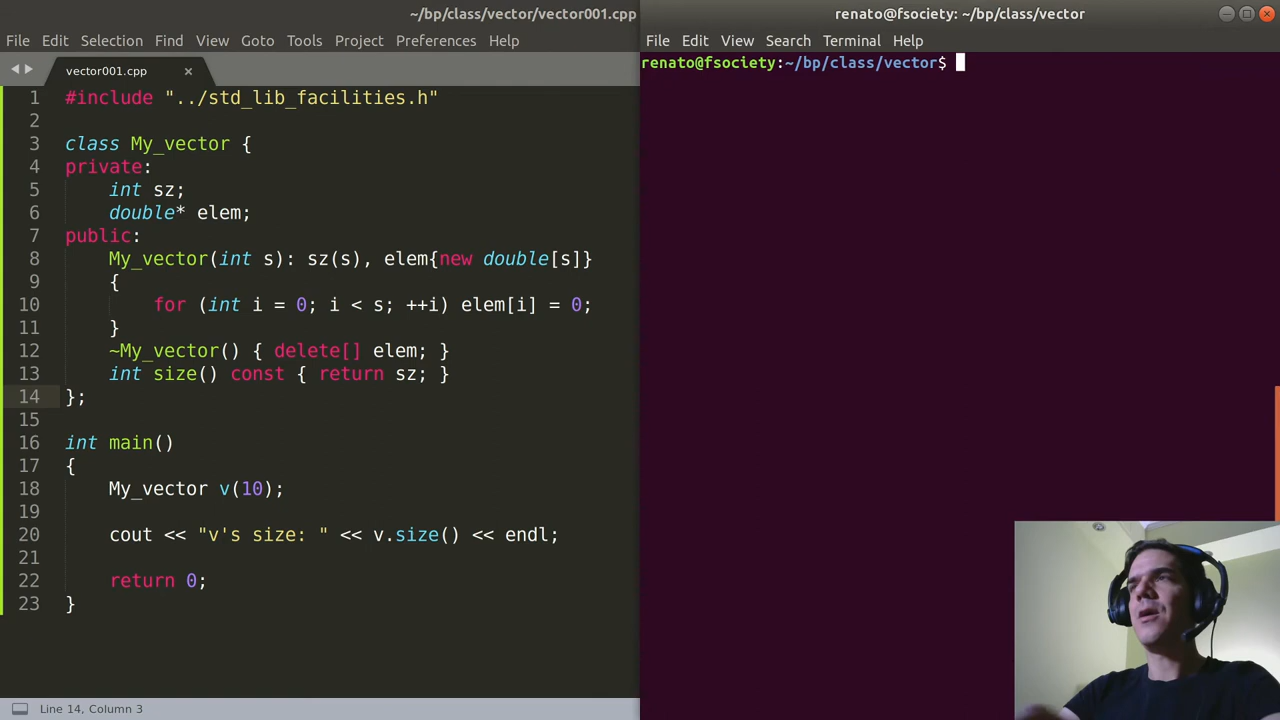 ~/bp/class/vector/vector001.cpp
File Edit Selection Find View Goto Tools Project Preferences Help
vector001.cpp ×
1 #include "../std_lib_facilities.h"
2
3 class My_vector {
4 private:
5 int sz;
6 double* elem;
7 public:
8 My_vector(int s): sz(s), elem{new double[s]}
9 {
10 for (int i = 0; i < s; ++i) elem[i] = 0;
11 }
12 ~My_vector() { delete[] elem; }
13 int size() const { return sz; }
14 };
15
16 int main()
17 {
18 My_vector v(10);
19
20 cout << "v's size: " << v.size() << endl;
21
22 return 0;
23 }
Line 14, Column 3
renato@fsociety: ~/bp/class/vector
File Edit View Search Terminal Help
renato@fsociety:~/bp/class/vector$